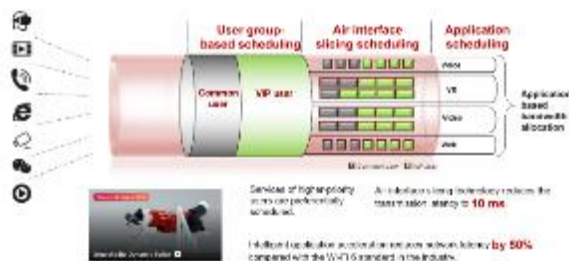 User group-
based scheduling
Air interface
slicing scheduling
Application
scheduling
Common
user
VIP user
Voice
VR
Video
Web
Application
based
bandwidth
allocation
Services of higher-priority
users are preferentially
scheduled.
Air interface slicing technology reduces the
transmission latency to 10 ms
Intelligent application acceleration reduces network latency by 50%
compared with the Wi-Fi 6 standard in the industry.